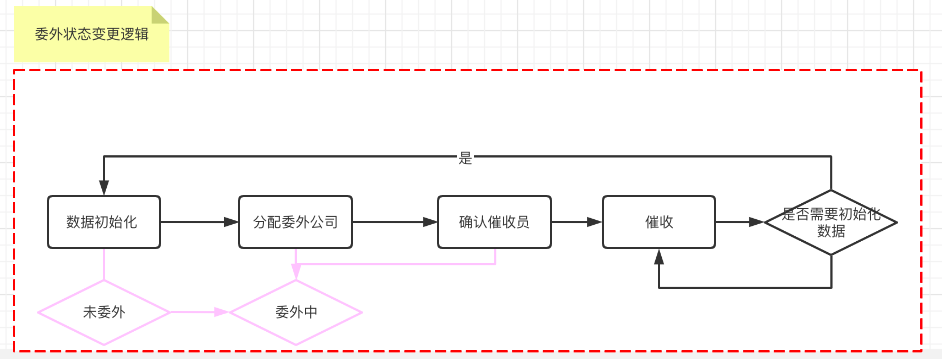 委外状态变更逻辑
是
数据初始化
分配委外公司
确认催收员
催收
是否需要初始化
数据
未委外
委外中